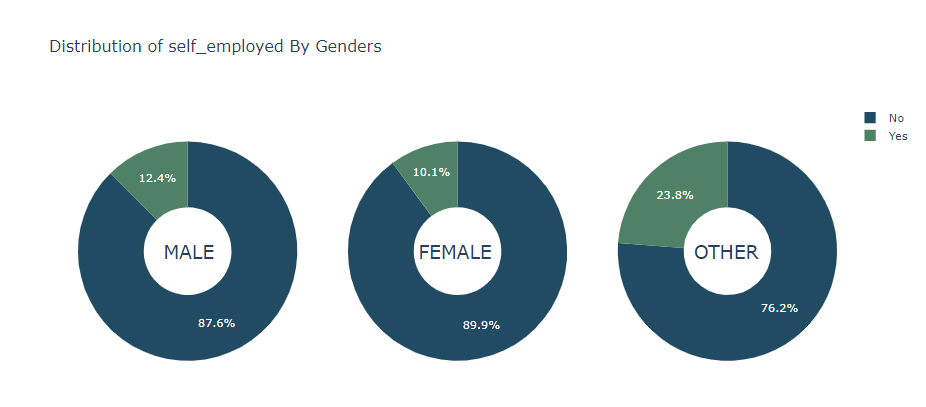 Distribution of self_employed By Genders
No
Yes
12.4%
10.1%
23.8%
MALE
FEMALE
OTHER
87.6%
89.9%
76.2%